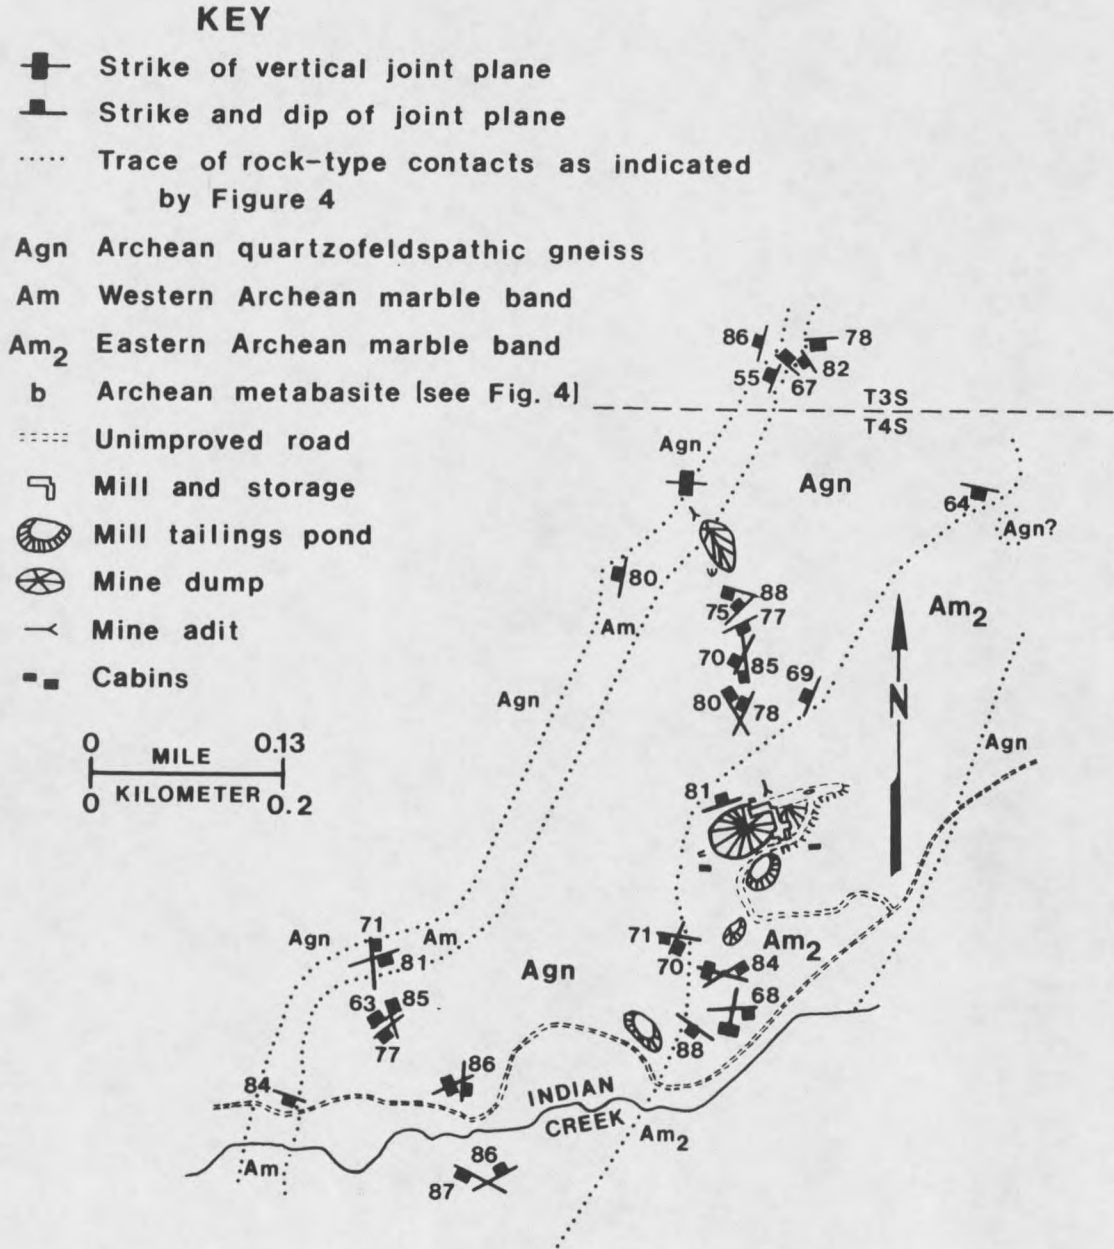 KEY
Strike of vertical joint plane
Strike and dip of joint plane
Trace of rock-type contacts as indicated
by Figure 4
Agn Archean quartzofeldspathic gneiss
Am Western Archean marble band
Am₂ Eastern Archean marble band
b Archean metabasite (see Fig. 4)
Unimproved road
Mill and storage
Mill tailings pond
Mine dump
Mine adit
Cabins
0 0.13
MILE
KILOMETER
0 0.2
86
78
82
55
67
T3S
T4S
Agn
Agn
64
Agn?
80
88
75
77
Am₂
Am
70
85
69
Agn
80
78
N
Agn
81
71
Agn
Am
81
71
70
Am₂
84
Agn
63
85
68
77
88
84
86
INDIAN
CREEK
Am₂
Am
86
87